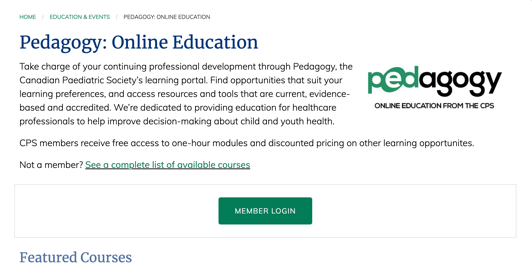 HOME / EDUCATION & EVENTS / PEDAGOGY: ONLINE EDUCATION
Pedagogy: Online Education
Take charge of your continuing professional development through Pedagogy, the
Canadian Paediatric Society's learning portal. Find opportunities that suit your
learning preferences, and access resources and tools that are current, evidence-
based and accredited. We're dedicated to providing education for healthcare
professionals to help improve decision-making about child and youth health.
pedagogy
ONLINE EDUCATION FROM THE CPS
CPS members receive free access to one-hour modules and discounted pricing on other learning opportunites.
Not a member? See a complete list of available courses
MEMBER LOGIN
Featured Courses